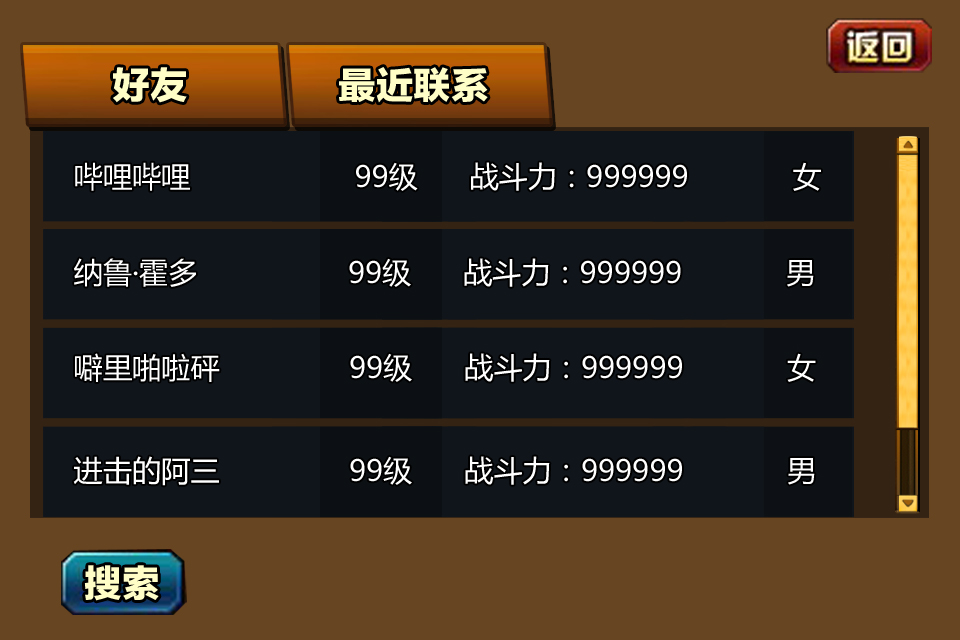 返回
好友 最近联系
哔哩哔哩 99级 战斗力：999999 女
纳鲁·霍多 99级 战斗力：999999 男
噼里啪啦砰 99级 战斗力：999999 女
进击的阿三 99级 战斗力：999999 男
搜索